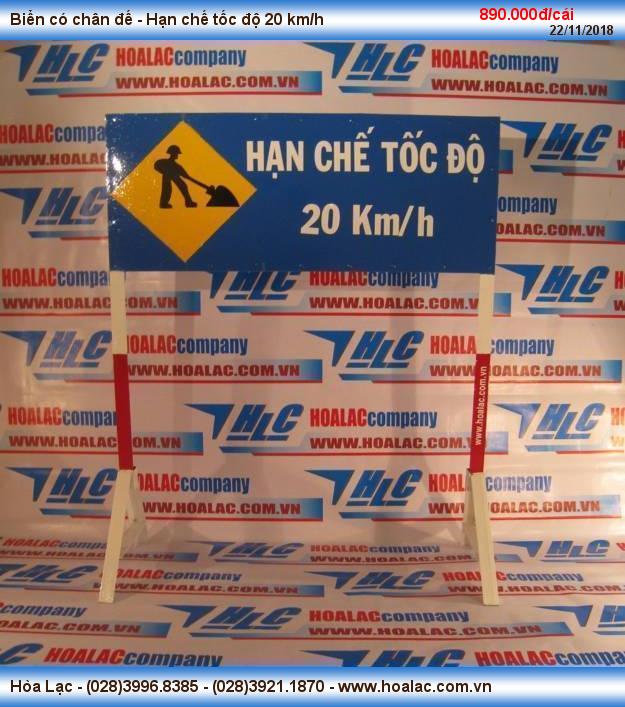 Biển có chân đế - Hạn chế tốc độ 20 km/h
890.000đ/cái
22/11/2018
HLC HOALACcompany
WWW.HOALAC.COM.VN
HẠN CHẾ TỐC ĐỘ
20 Km/h
www.hoalac.com.vn
Hòa Lạc - (028)3996.8385 - (028)3921.1870 - www.hoalac.com.vn